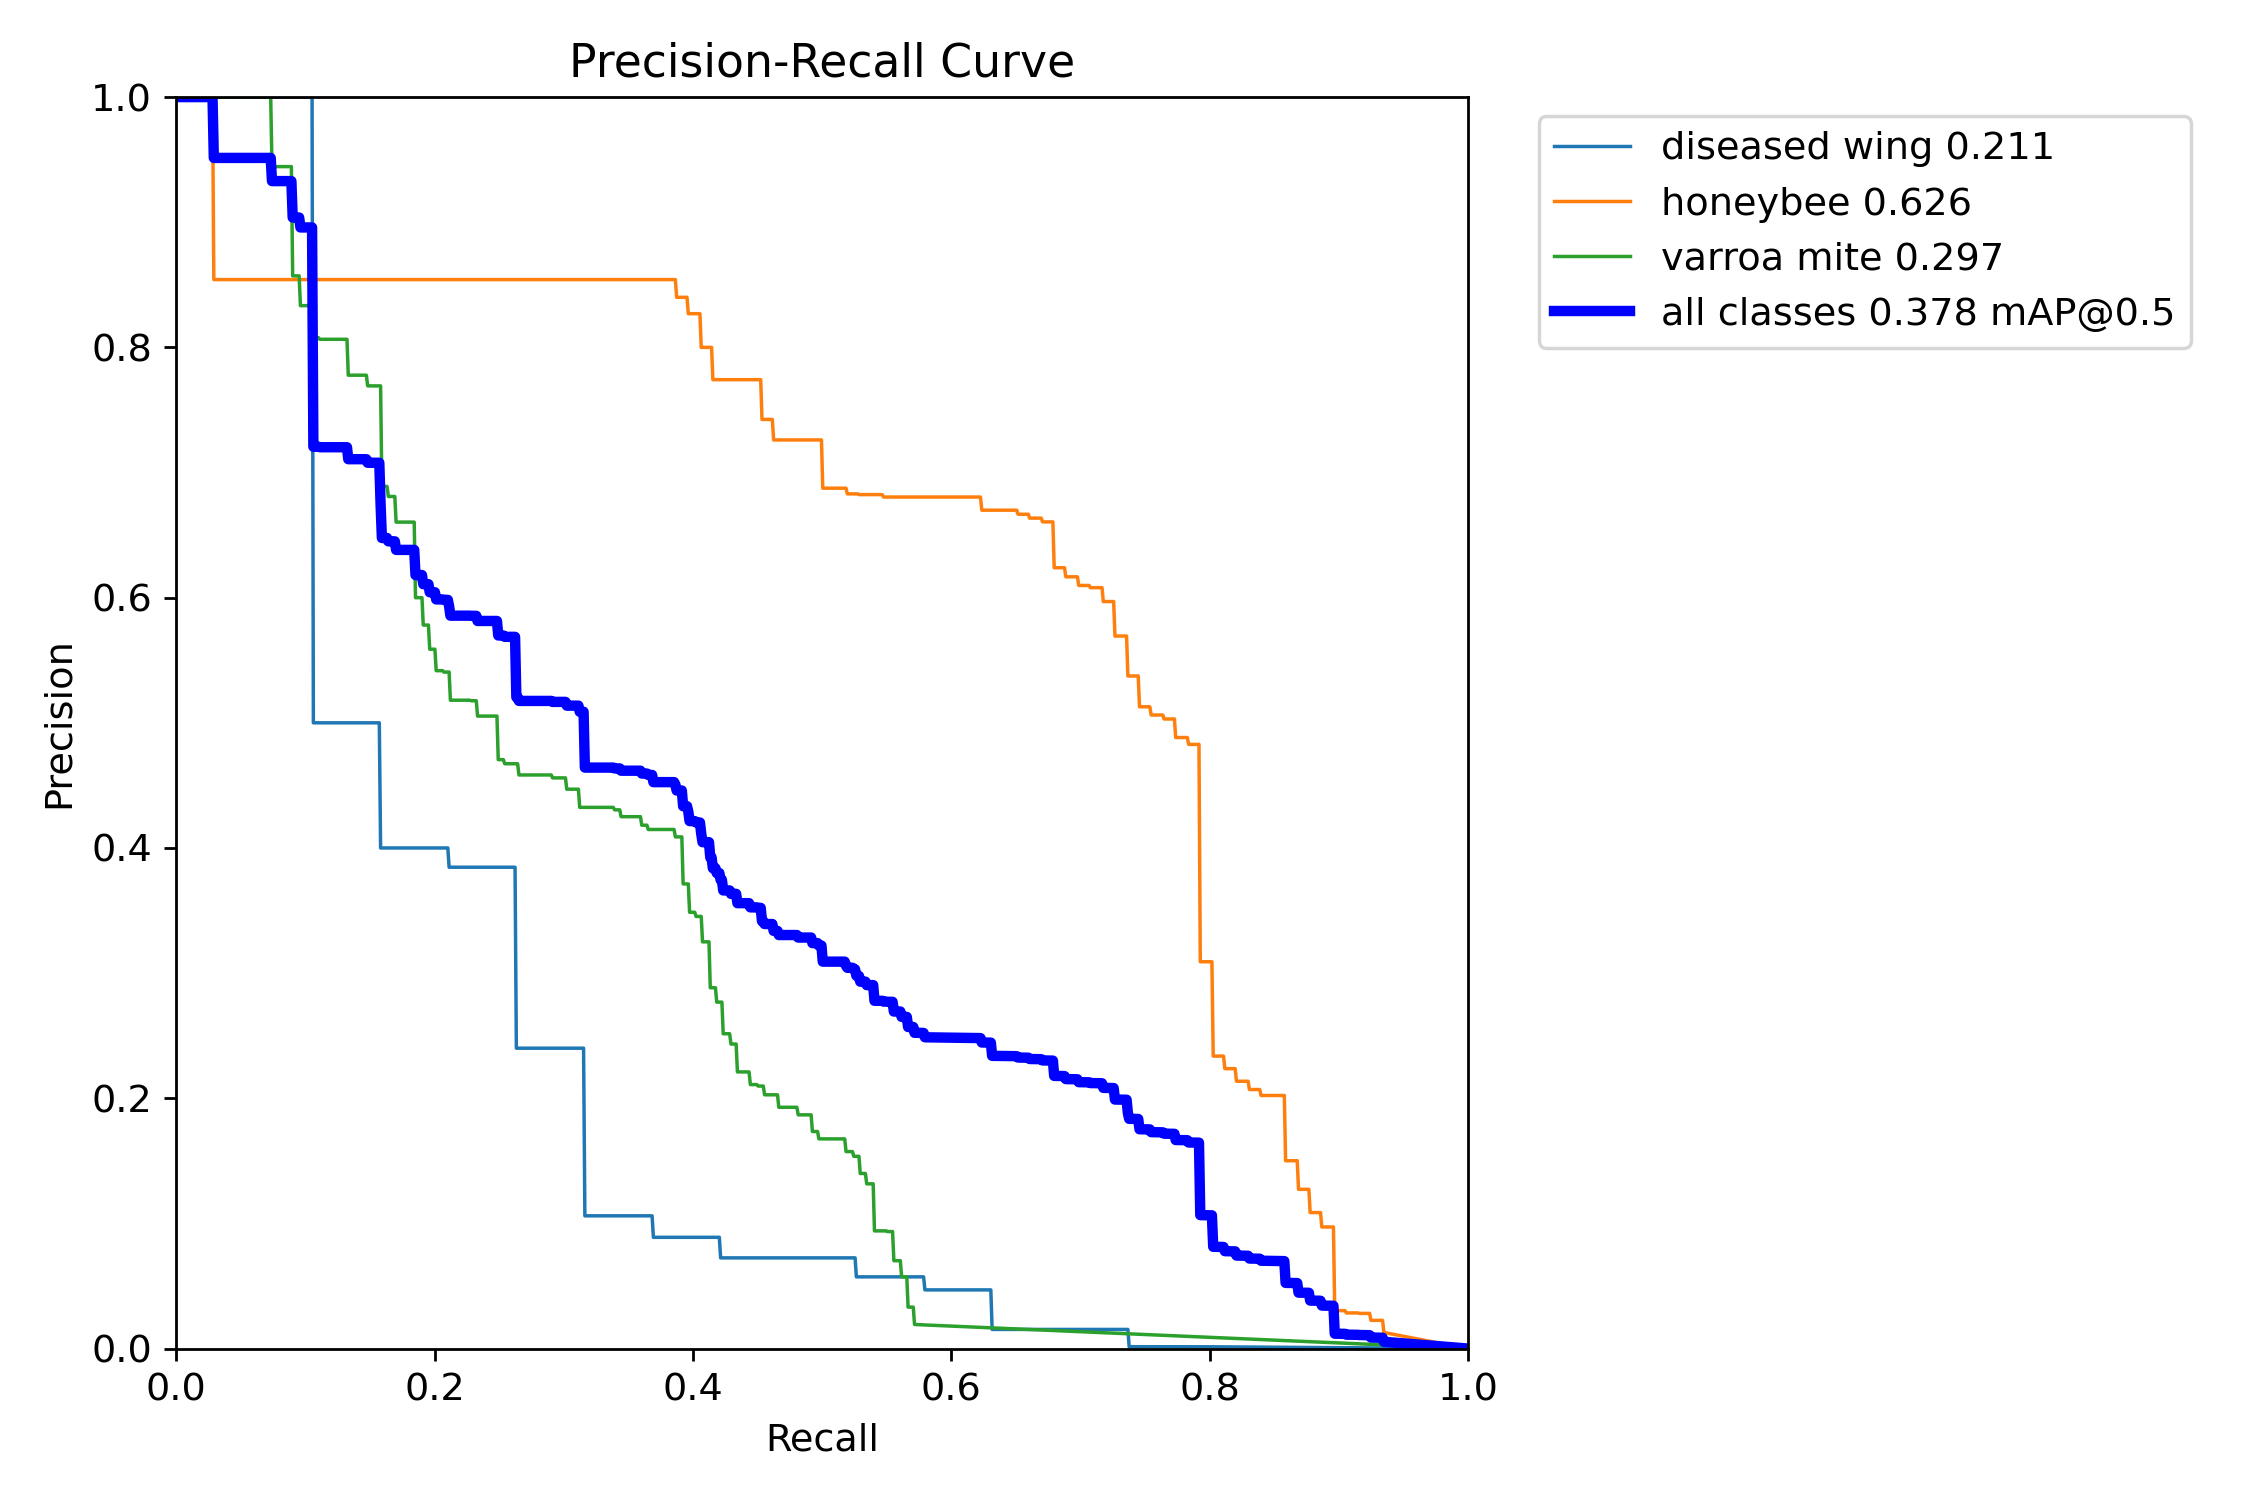 Precision-Recall Curve
1.0
0.8
0.6
0.4
0.2
0.0
Precision
0.0 0.2 0.4 0.6 0.8 1.0
Recall
diseased wing 0.211
honeybee 0.626
varroa mite 0.297
all classes 0.378 mAP@0.5